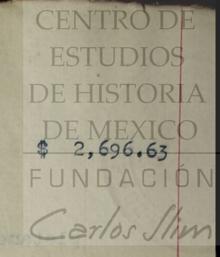 CENTRO DE
ESTUDIOS
DE HISTORIA
DE MEXICO
$ 2,696.63
FUNDACIÓN
Carlos Slim